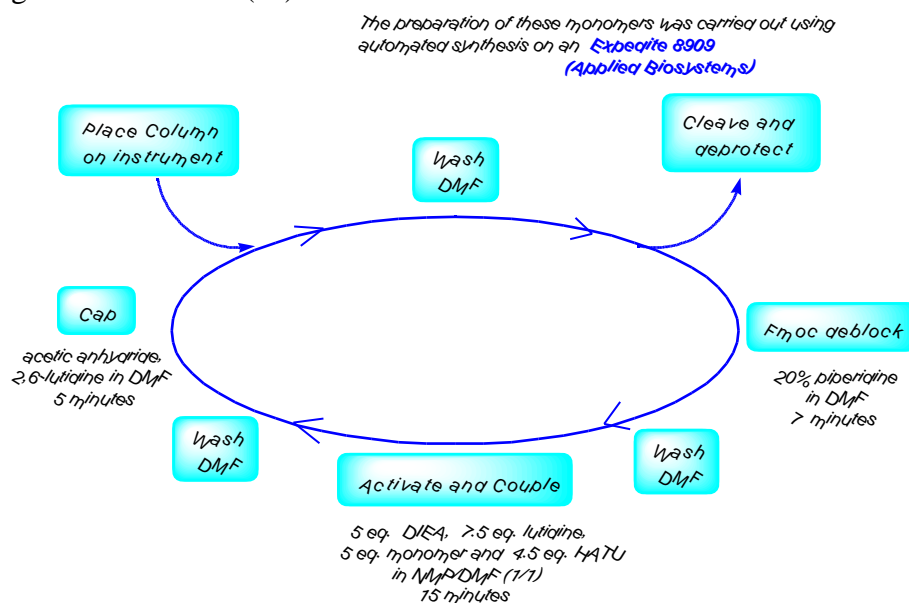 The preparation of these monomers was carried out using
automated synthesis on an Expedite 8909
(Applied Biosystems)
Place Column
on instrument
Wash
DMF
Cleave and
deprotect
Cap
acetic anhydride,
2,6-lutidine in DMF
5 minutes
Fmoc deblock
20% piperidine
in DMF
7 minutes
Wash
DMF
Activate and Couple
5 eq. DIEA, 7.5 eq. lutidine,
5 eq. monomer and 4.5 eq. HATU
in NMP/DMF (1/1)
15 minutes
Wash
DMF